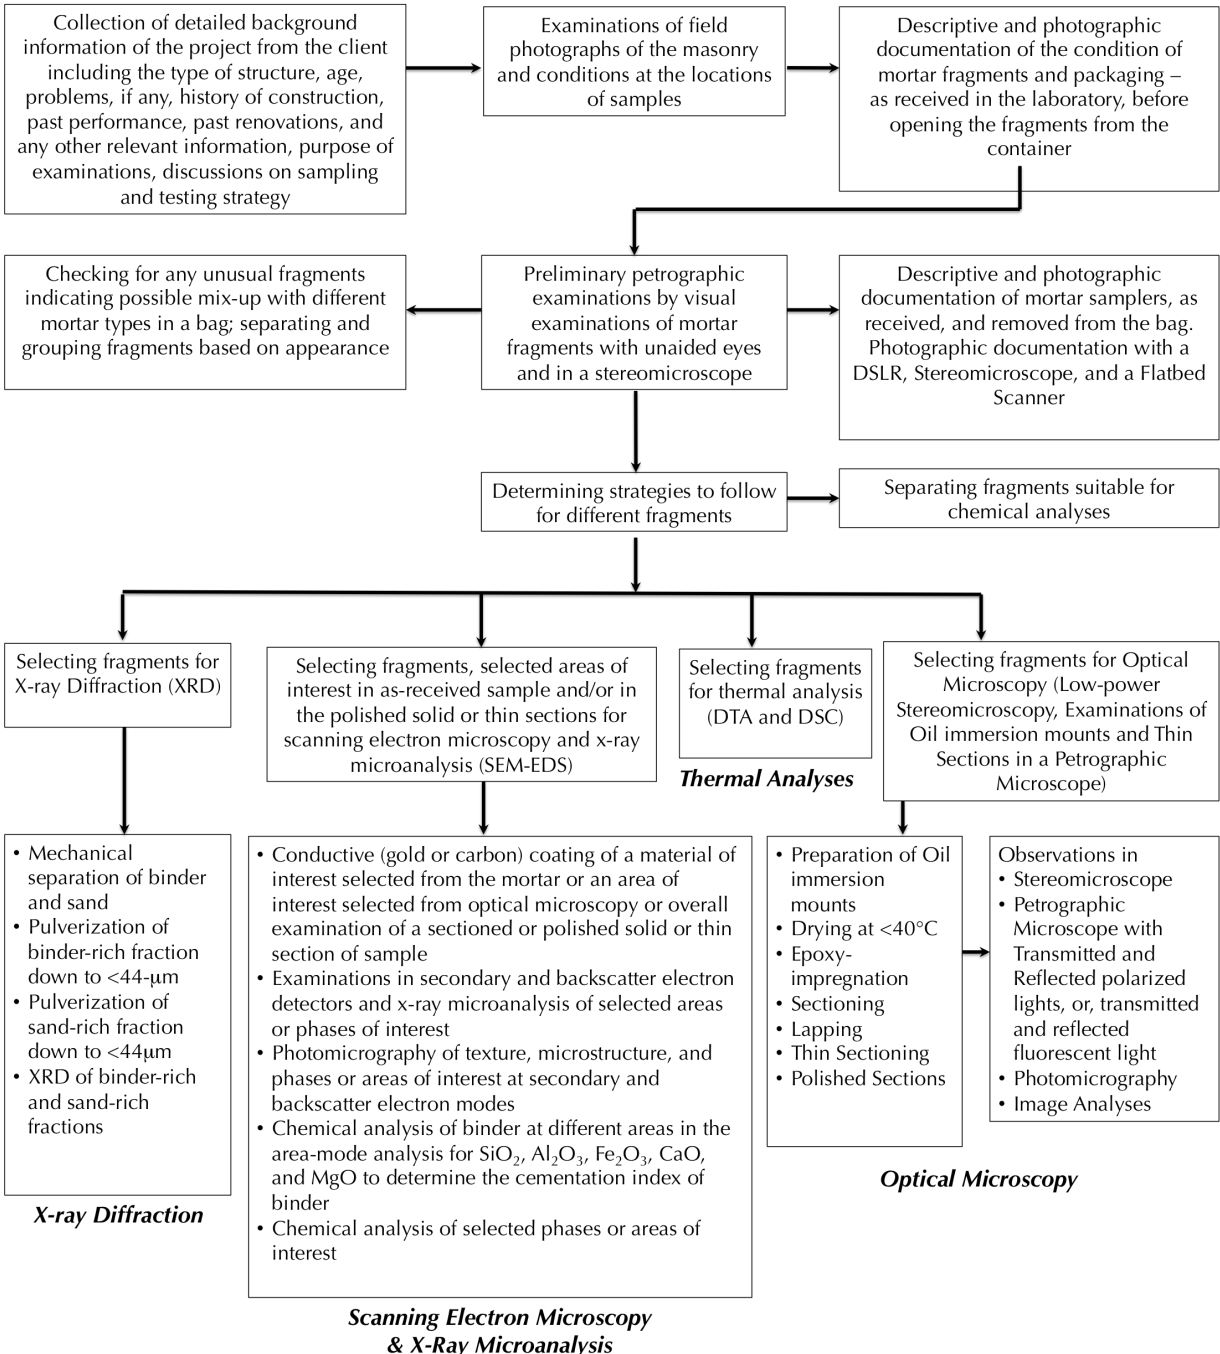 Collection of detailed background
information of the project from the client
including the type of structure, age,
problems, if any, history of construction,
past performance, past renovations, and
any other relevant information, purpose of
examinations, discussions on sampling
and testing strategy
Examinations of field
photographs of the masonry
and conditions at the locations
of samples
Descriptive and photographic
documentation of the condition of
mortar fragments and packaging –
as received in the laboratory, before
opening the fragments from the
container
Checking for any unusual fragments
indicating possible mix-up with different
mortar types in a bag; separating and
grouping fragments based on appearance
Preliminary petrographic
examinations by visual
examinations of mortar
fragments with unaided eyes
and in a stereomicroscope
Descriptive and photographic
documentation of mortar samplers, as
received, and removed from the bag.
Photographic documentation with a
DSLR, Stereomicroscope, and a Flatbed
Scanner
Determining strategies to follow
for different fragments
Separating fragments suitable for
chemical analyses
Selecting fragments for
X-ray Diffraction (XRD)
Selecting fragments, selected areas of
interest in as-received sample and/or in
the polished solid or thin sections for
scanning electron microscopy and x-ray
microanalysis (SEM-EDS)
Selecting fragments
for thermal analysis
(DTA and DSC)
Thermal Analyses
Selecting fragments for Optical
Microscopy (Low-power
Stereomicroscopy, Examinations of
Oil immersion mounts and Thin
Sections in a Petrographic
Microscope)
• Mechanical
separation of binder
and sand
• Pulverization of
binder-rich fraction
down to <44-μm
• Pulverization of
sand-rich fraction
down to <44μm
• XRD of binder-rich
and sand-rich
fractions
X-ray Diffraction
• Conductive (gold or carbon) coating of a material of
interest selected from the mortar or an area of
interest selected from optical microscopy or overall
examination of a sectioned or polished solid or thin
section of sample
• Examinations in secondary and backscatter electron
detectors and x-ray microanalysis of selected areas
or phases of interest
• Photomicrography of texture, microstructure, and
phases or areas of interest at secondary and
backscatter electron modes
• Chemical analysis of binder at different areas in the
area-mode analysis for SiO₂, Al₂O₃, Fe₂O₃, CaO,
and MgO to determine the cementation index of
binder
• Chemical analysis of selected phases or areas of
interest
Scanning Electron Microscopy
& X-Ray Microanalysis
• Preparation of Oil
immersion
mounts
• Drying at <40°C
• Epoxy-
impregnation
• Sectioning
• Lapping
• Thin Sectioning
• Polished Sections
Observations in
• Stereomicroscope
• Petrographic
Microscope with
Transmitted and
Reflected polarized
lights, or, transmitted
and reflected
fluorescent light
• Photomicrography
• Image Analyses
Optical Microscopy